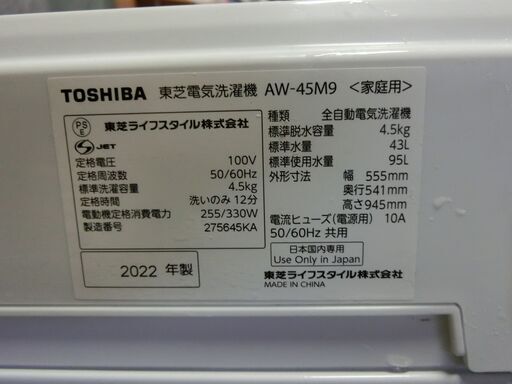 TOSHIBA 東芝電気洗濯機 AW-45M9 <家庭用>
PS E 東芝ライフスタイル株式会社
S JET
定格電圧 100V
定格周波数 50/60Hz
標準洗濯容量 4.5kg
定格時間 洗いのみ 12分
電動機定格消費電力 255/330W
製造番号 275645KA
2022 年製
種類 全自動電気洗濯機
標準脱水容量 4.5kg
標準水量 43L
標準使用水量 95L
外形寸法 幅 555mm
奥行541mm
高さ945mm
電流ヒューズ(電源用) 10A
50/60Hz 共用
日本国内専用
Use Only in Japan
東芝ライフスタイル株式会社
MADE IN CHINA